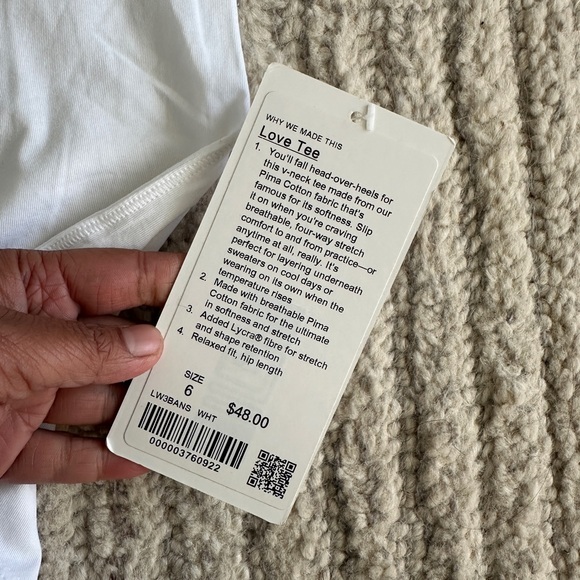 WHY WE MADE THIS
Love Tee
1. You'll fall head-over-heels for
this v-neck tee made from our
Pima Cotton fabric that's
famous for its softness. Slip
it on when you're craving
breathable, four-way stretch
comfort to and from practice—or
anytime at all, really. It's
perfect for layering underneath
sweaters on cool days or
wearing on its own when the
temperature rises
2. Made with breathable Pima
Cotton fabric for the ultimate
in softness and stretch
3. Added Lycra® fibre for stretch
and shape retention
4. Relaxed fit, hip length
SIZE
6 $48.00
LW3BANS WHT
000003760922